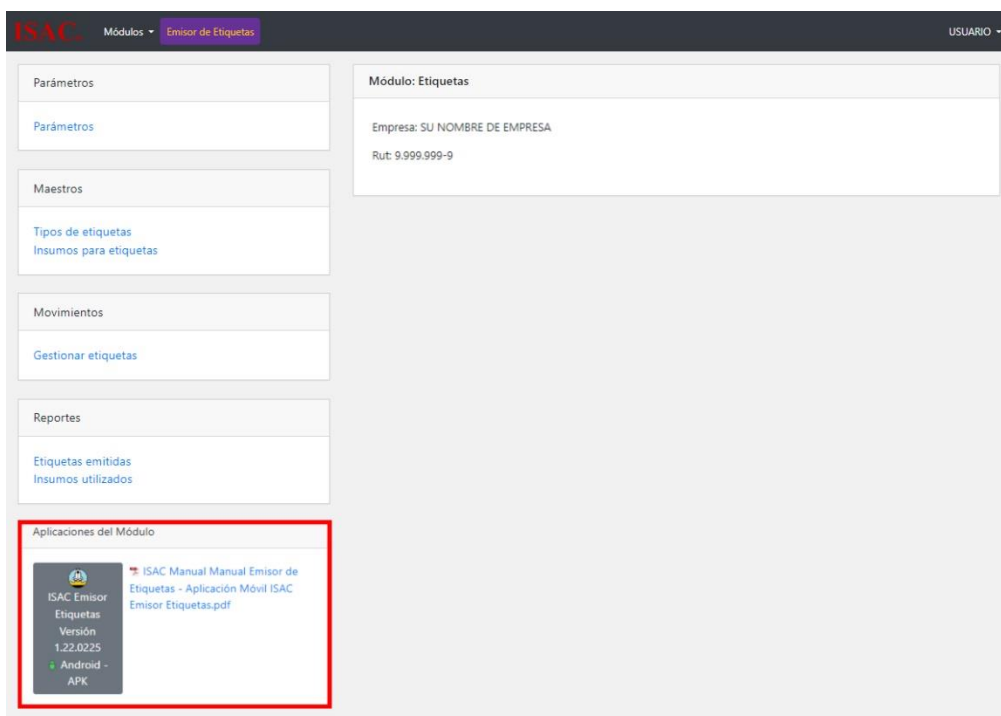 ISAC. Módulos Emisor de Etiquetas USUARIO
Parámetros
Parámetros
Maestros
Tipos de etiquetas
Insumos para etiquetas
Movimientos
Gestionar etiquetas
Reportes
Etiquetas emitidas
Insumos utilizados
Aplicaciones del Módulo
ISAC Emisor
Etiquetas
Versión
1.22.0225
Android -
APK
ISAC Manual Manual Emisor de
Etiquetas - Aplicación Móvil ISAC
Emisor Etiquetas.pdf
Módulo: Etiquetas
Empresa: SU NOMBRE DE EMPRESA
Rut: 9.999.999-9